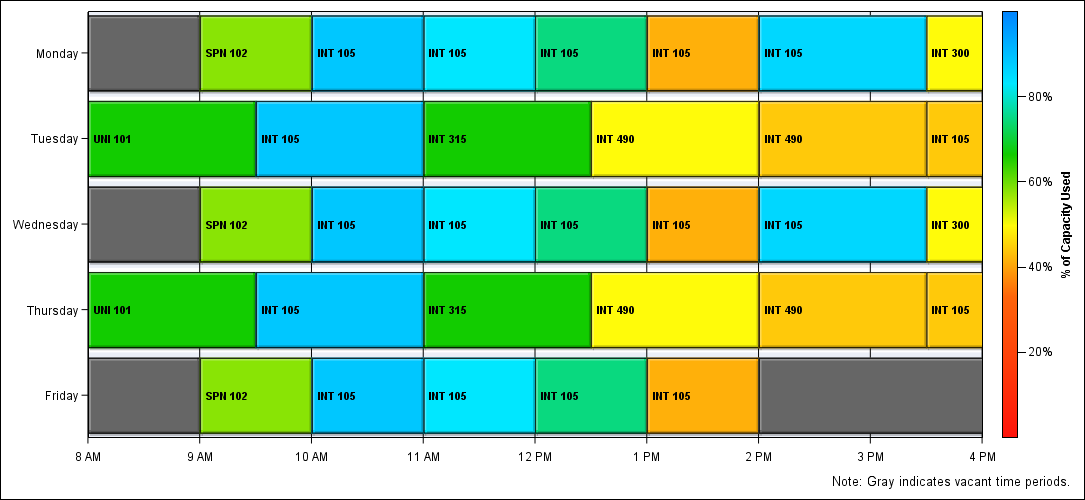 Monday SPN 102 INT 105 INT 105 INT 105 INT 105 INT 105 INT 300
80%
Tuesday UNI 101 INT 105 INT 315 INT 490 INT 490 INT 105
60%
Wednesday SPN 102 INT 105 INT 105 INT 105 INT 105 INT 105 INT 300
% of Capacity Used
40%
Thursday UNI 101 INT 105 INT 315 INT 490 INT 490 INT 105
20%
Friday SPN 102 INT 105 INT 105 INT 105 INT 105
8 AM 9 AM 10 AM 11 AM 12 PM 1 PM 2 PM 3 PM 4 PM
Note: Gray indicates vacant time periods.